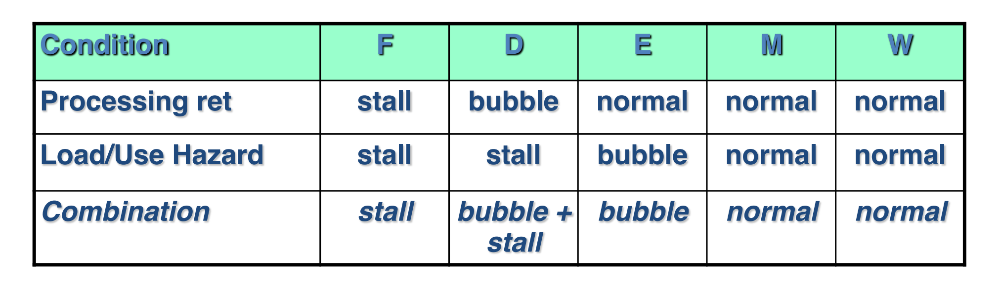 Condition F D E M W
Processing ret stall bubble normal normal normal
Load/Use Hazard stall stall bubble normal normal
Combination stall bubble + bubble normal normal
stall